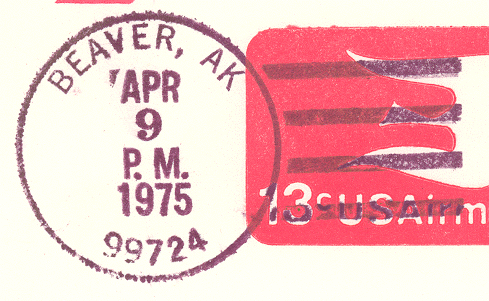 BEAVER, AK
APR
9
P.M.
1975
99724
13c USAirm